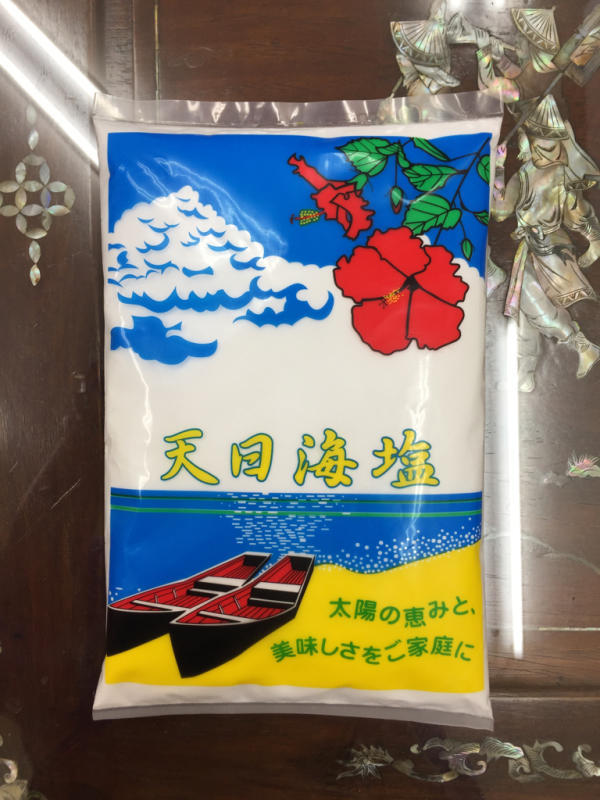 天日海塩
太陽の恵みと、
美味しさをご家庭に